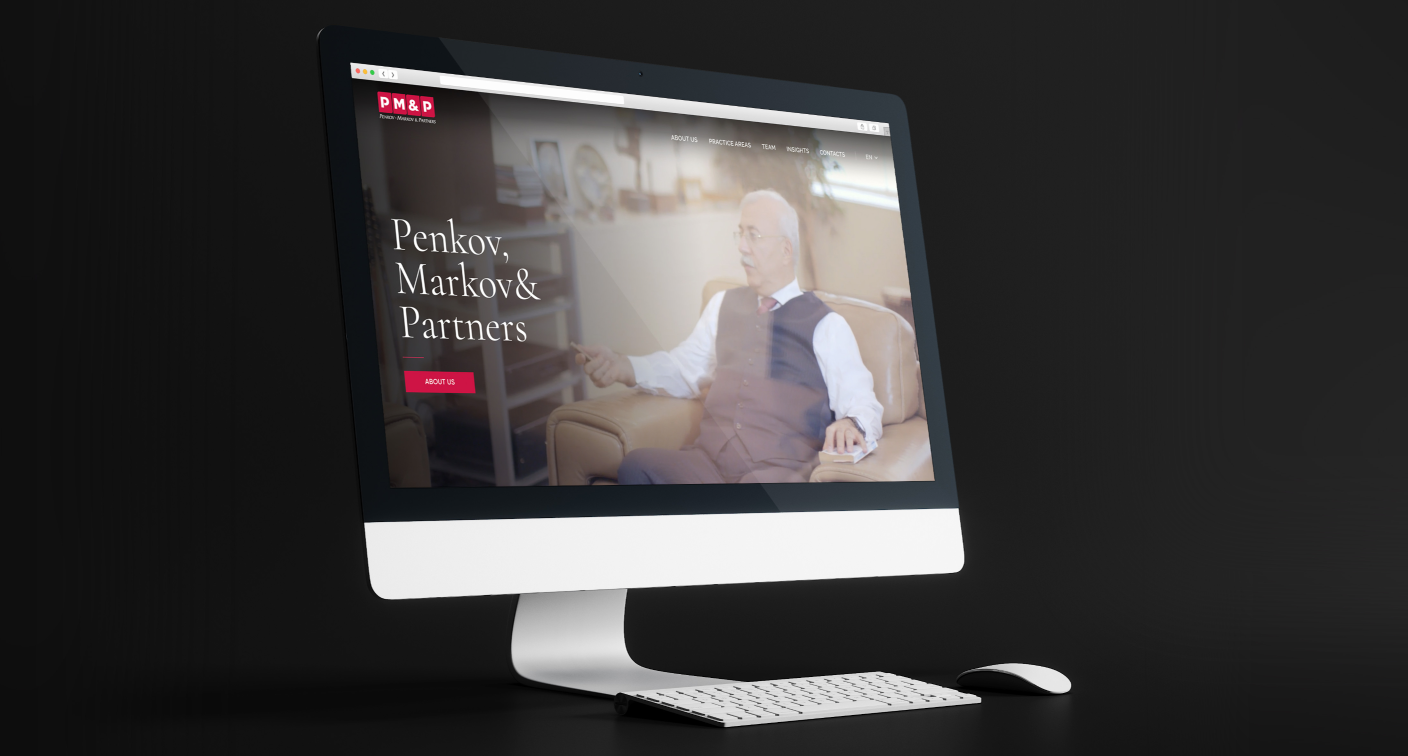 PM&P
PENKOV · MARKOV & PARTNERS
ABOUT US
PRACTICE AREAS
TEAM
INSIGHTS
CONTACTS
EN
Penkov,
Markov&
Partners
ABOUT US